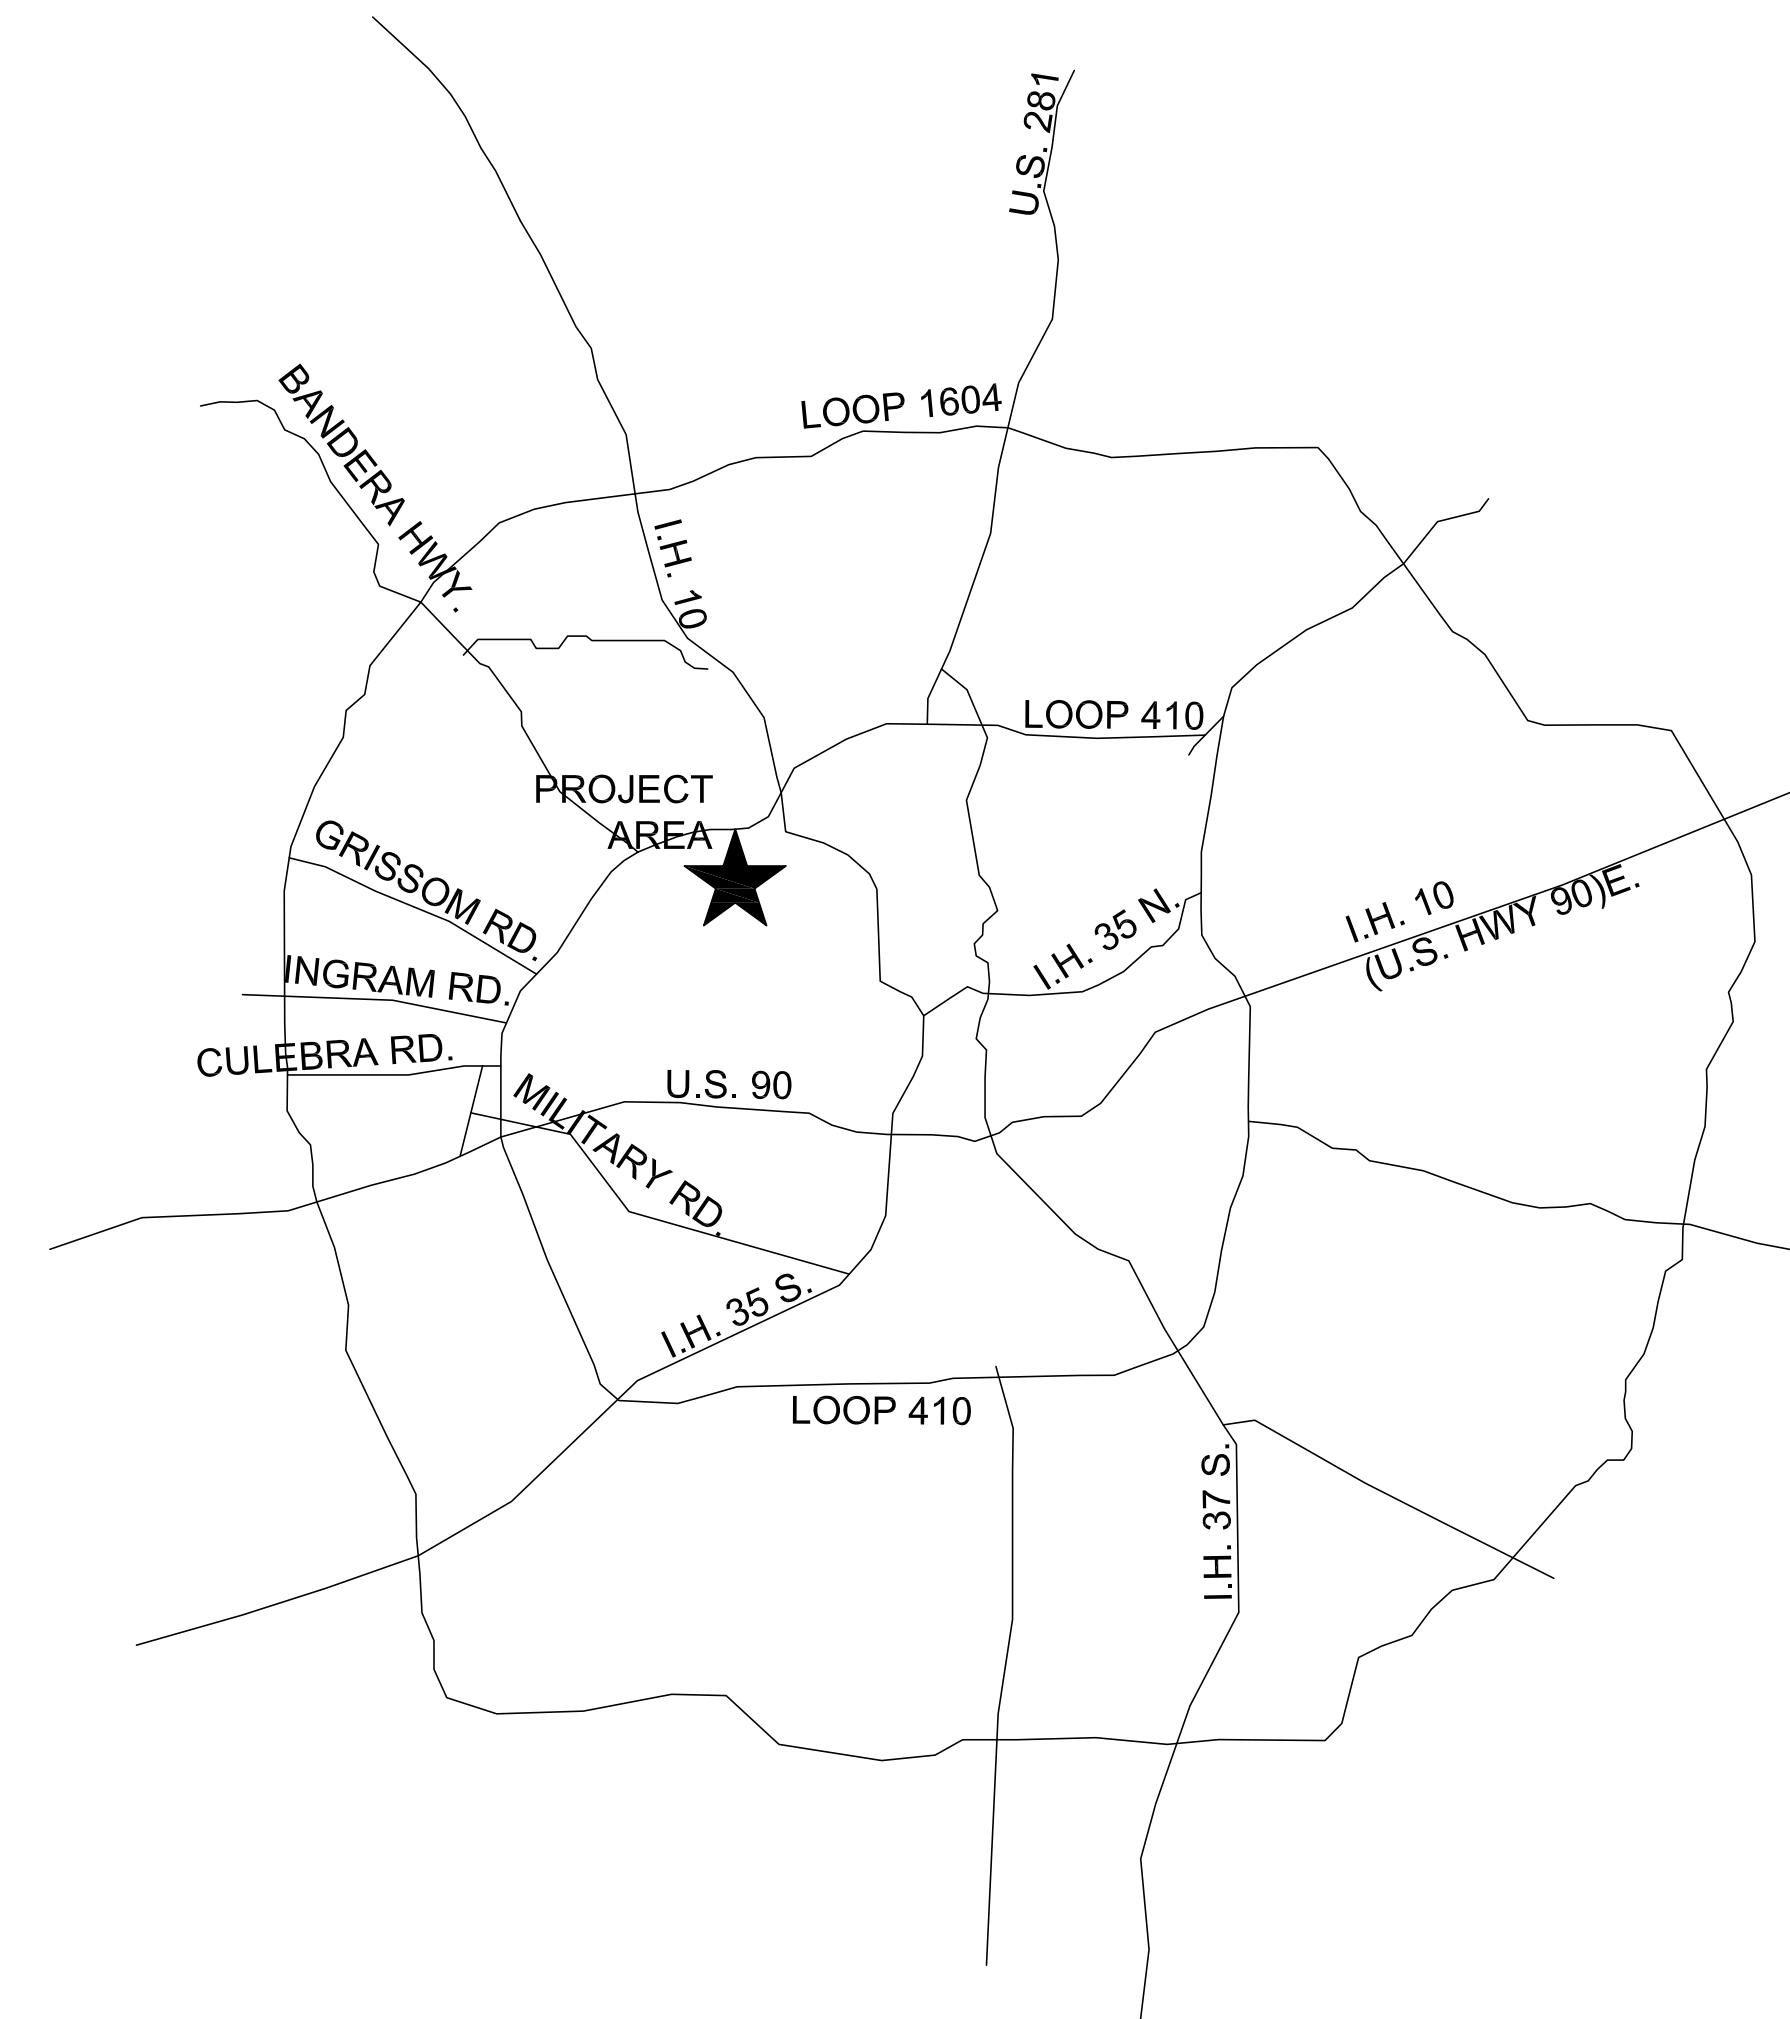 U.S. 281
BANDERA HWY.
LOOP 1604
I.H. 10
LOOP 410
PROJECT
AREA
GRISSOM RD.
I.H. 35 N.
I.H. 10
(U.S. HWY 90)E.
INGRAM RD.
CULEBRA RD.
U.S. 90
MILITARY RD.
I.H. 35 S.
LOOP 410
I.H. 37 S.